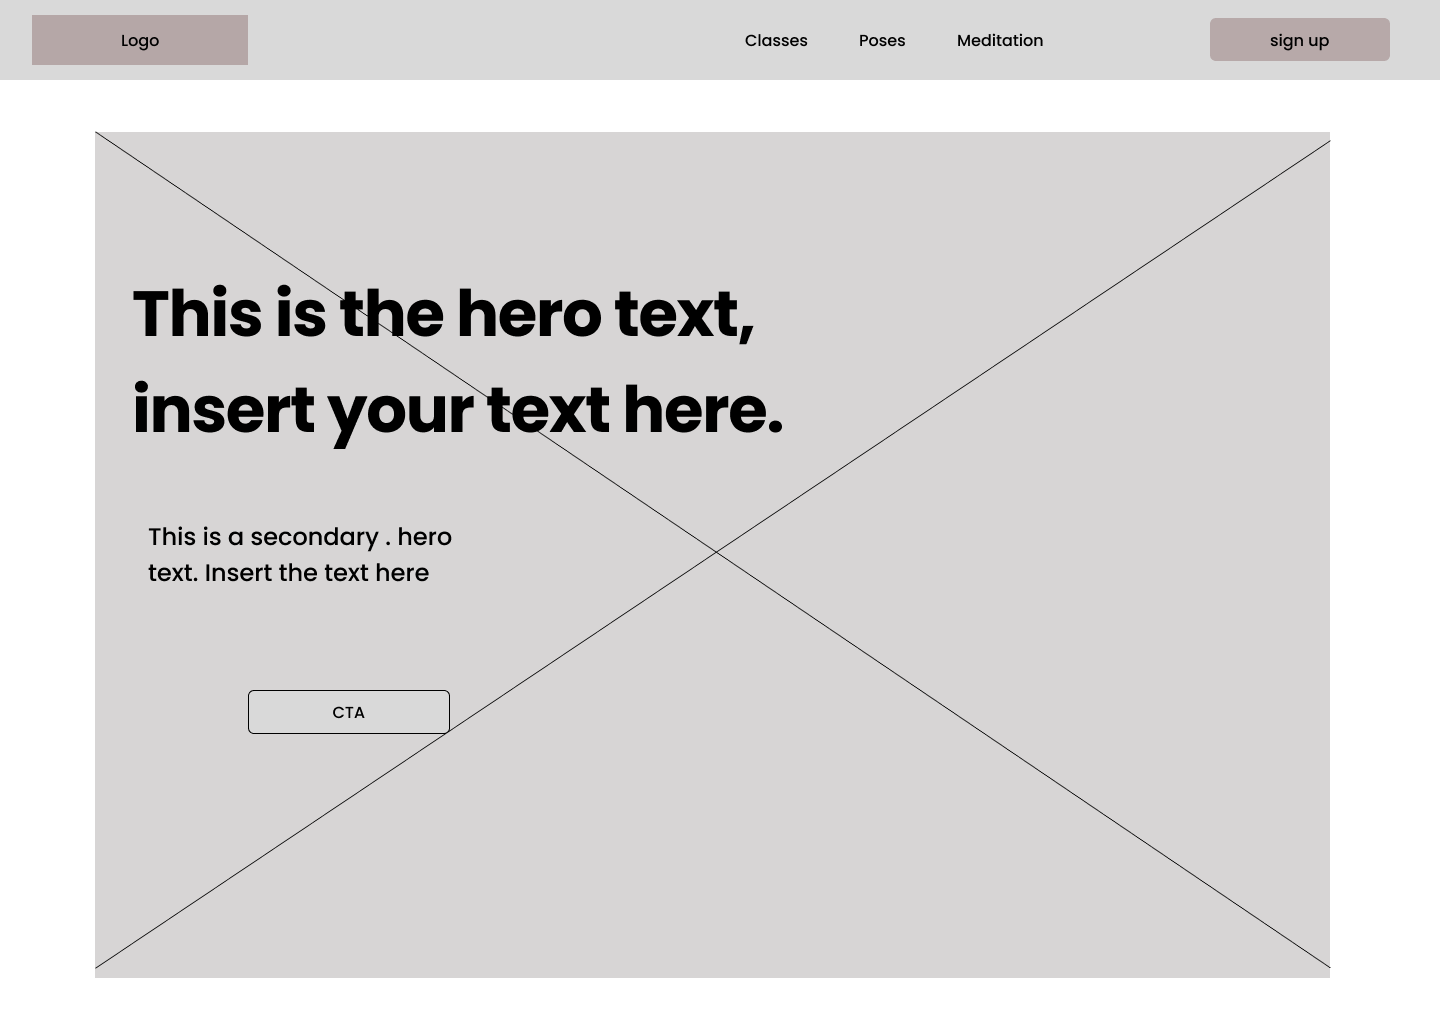 Logo
Classes Poses Meditation
sign up
This is the hero text,
insert your text here.
This is a secondary . hero
text. Insert the text here
CTA